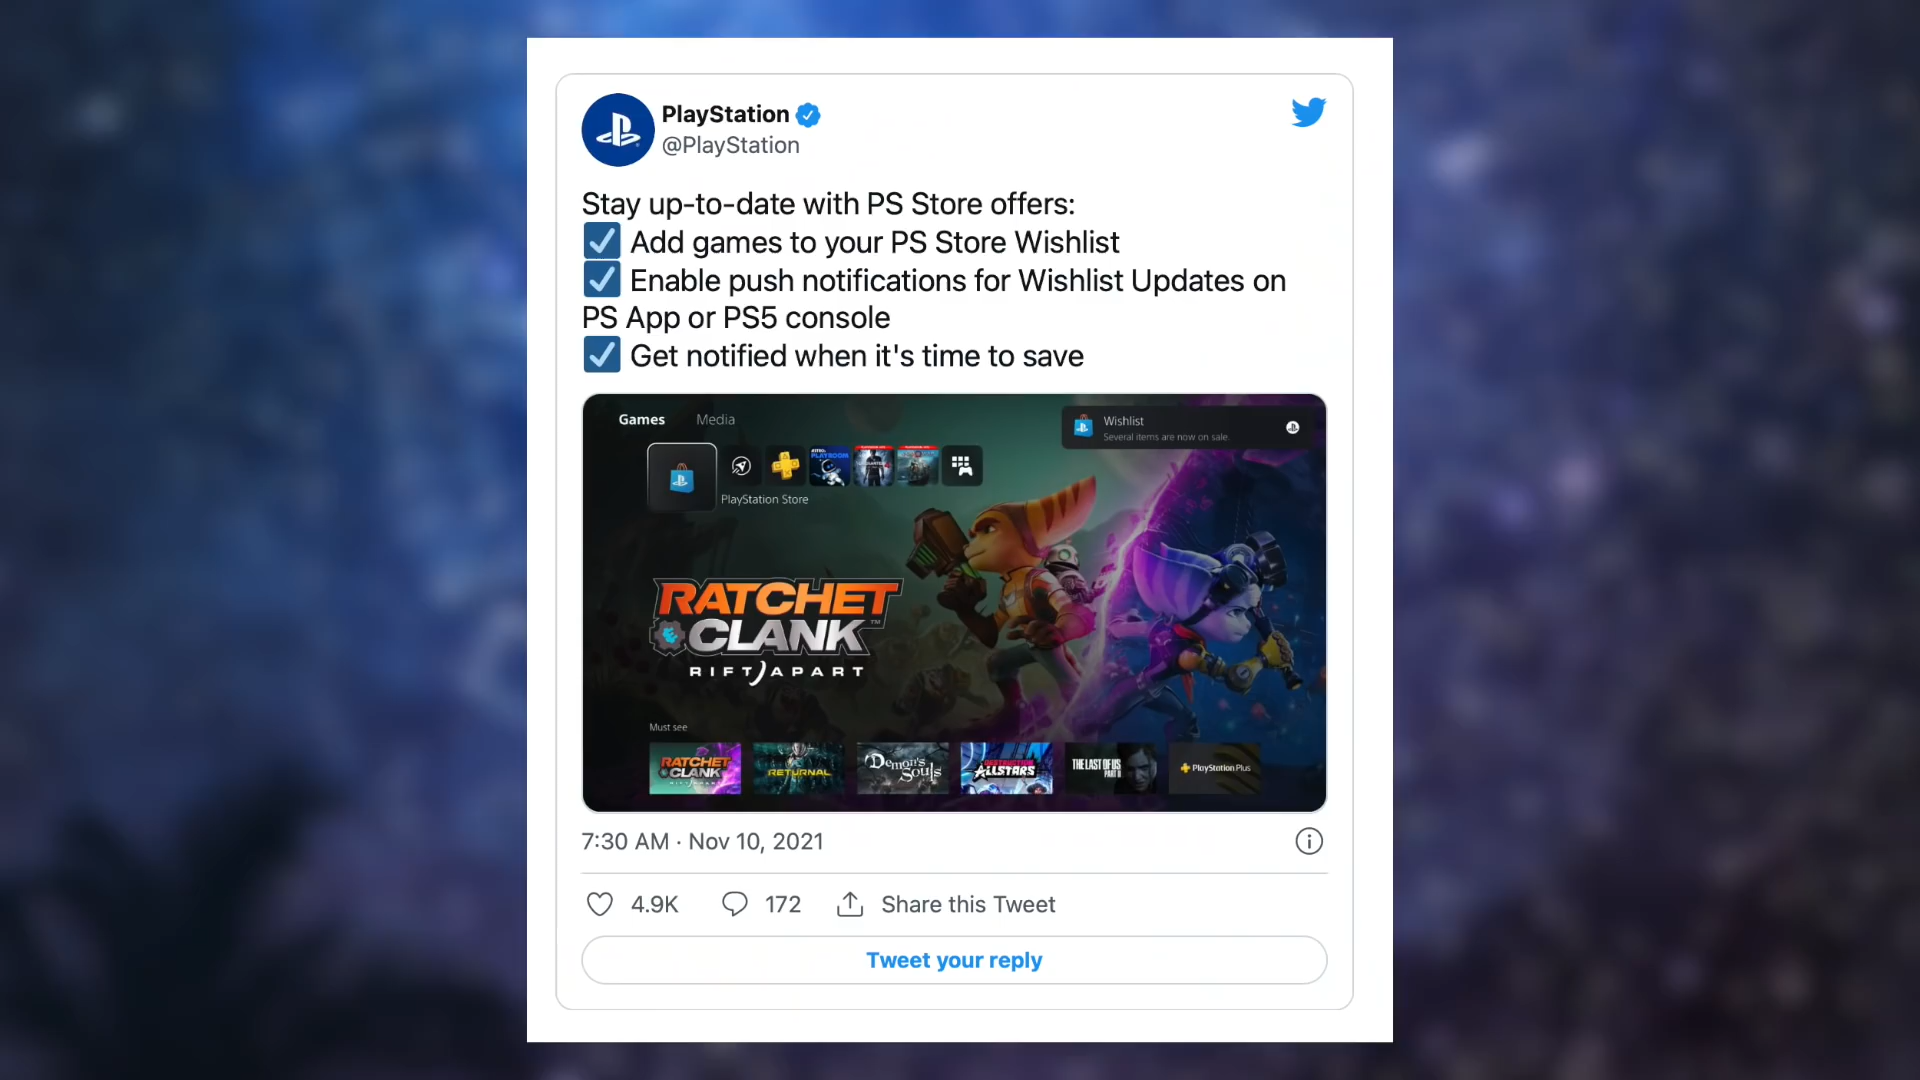 PlayStation
@PlayStation
Stay up-to-date with PS Store offers:
Add games to your PS Store Wishlist
Enable push notifications for Wishlist Updates on
PS App or PS5 console
Get notified when it's time to save
Games Media
Wishlist
Several items are now on sale.
PlayStation Store
RATCHET
CLANK™
RIFT APART
Must see
RATCHET CLANK
RETURNAL
Demon's Souls
DESTRUCTION ALLSTARS
THE LAST OF US PART II
PlayStation Plus
7:30 AM · Nov 10, 2021
4.9K 172 Share this Tweet
Tweet your reply